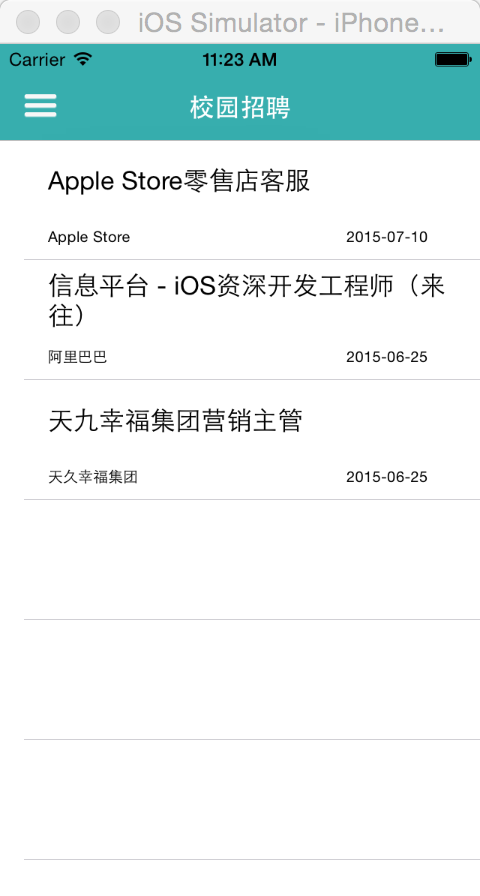 iOS Simulator - iPhone...
Carrier 11:23 AM
校园招聘
Apple Store零售店客服
Apple Store 2015-07-10
信息平台 - iOS资深开发工程师（来
往）
阿里巴巴 2015-06-25
天九幸福集团营销主管
天久幸福集团 2015-06-25